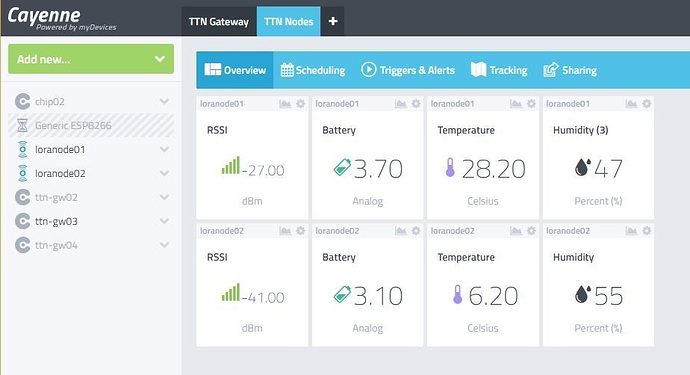 Cayenne
Powered by myDevices
TTN Gateway
TTN Nodes
+
Add new...
chip02
Generic ESP8266
loranode01
loranode02
ttn-gw02
ttn-gw03
ttn-gw04
Overview
Scheduling
Triggers & Alerts
Tracking
Sharing
loranode01
RSSI
-27.00
dBm
loranode01
Battery
3.70
Analog
loranode01
Temperature
28.20
Celsius
loranode01
Humidity (3)
47
Percent (%)
loranode02
RSSI
-41.00
dBm
loranode02
Battery
3.10
Analog
loranode02
Temperature
6.20
Celsius
loranode02
Humidity
55
Percent (%)